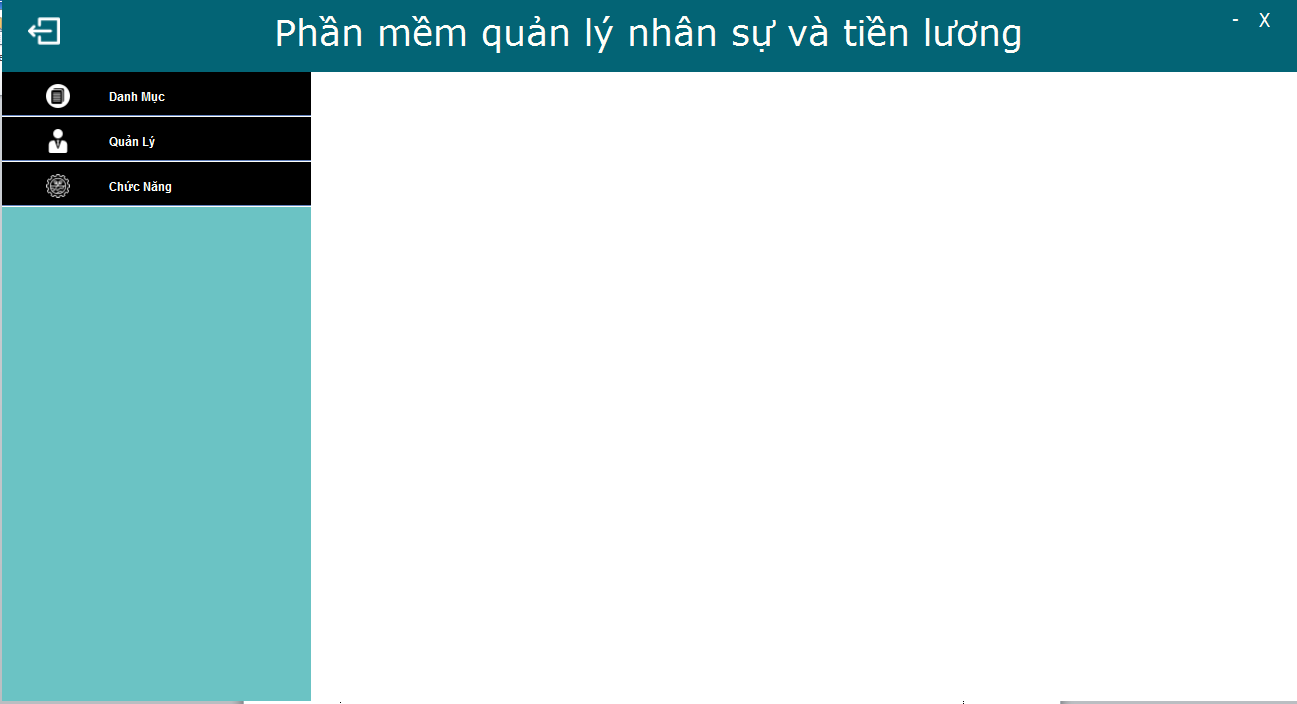 Phần mềm quản lý nhân sự và tiền lương
- X
Danh Mục
Quản Lý
Chức Năng